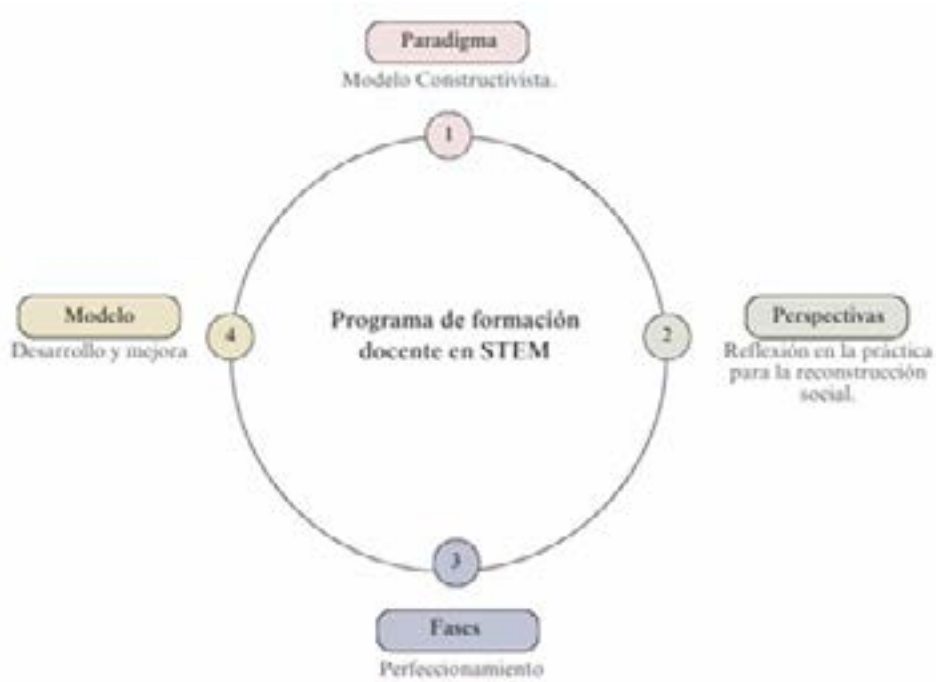 Paradigma
Modelo Constructivista.
1
Modelo
Desarrollo y mejora
4
Programa de formación
docente en STEM
2
Perspectivas
Reflexión en la práctica
para la reconstrucción
social.
3
Fases
Perfeccionamiento